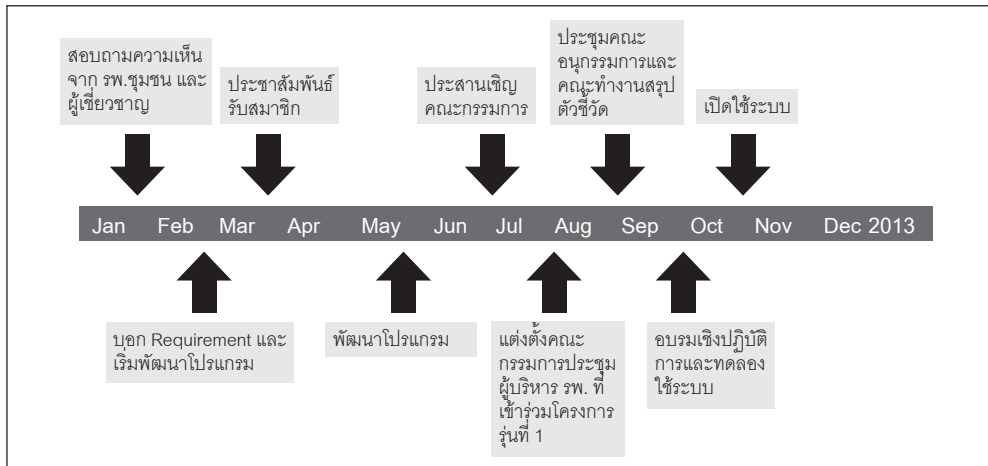 สอบถามความเห็น
จาก รพ.ชุมชน และ
ผู้เชี่ยวชาญ
ประชาสัมพันธ์
รับสมาชิก
ประสานเชิญ
คณะกรรมการ
ประชุมคณะ
อนุกรรมการและ
คณะทำงานสรุป
ตัวชี้วัด
เปิดใช้ระบบ
Jan Feb Mar Apr May Jun Jul Aug Sep Oct Nov Dec 2013
บอก Requirement และ
เริ่มพัฒนาโปรแกรม
พัฒนาโปรแกรม
แต่งตั้งคณะ
กรรมการประชุม
ผู้บริหาร รพ. ที่
เข้าร่วมโครงการ
รุ่นที่ 1
อบรมเชิงปฏิบัติ
การและทดลอง
ใช้ระบบ